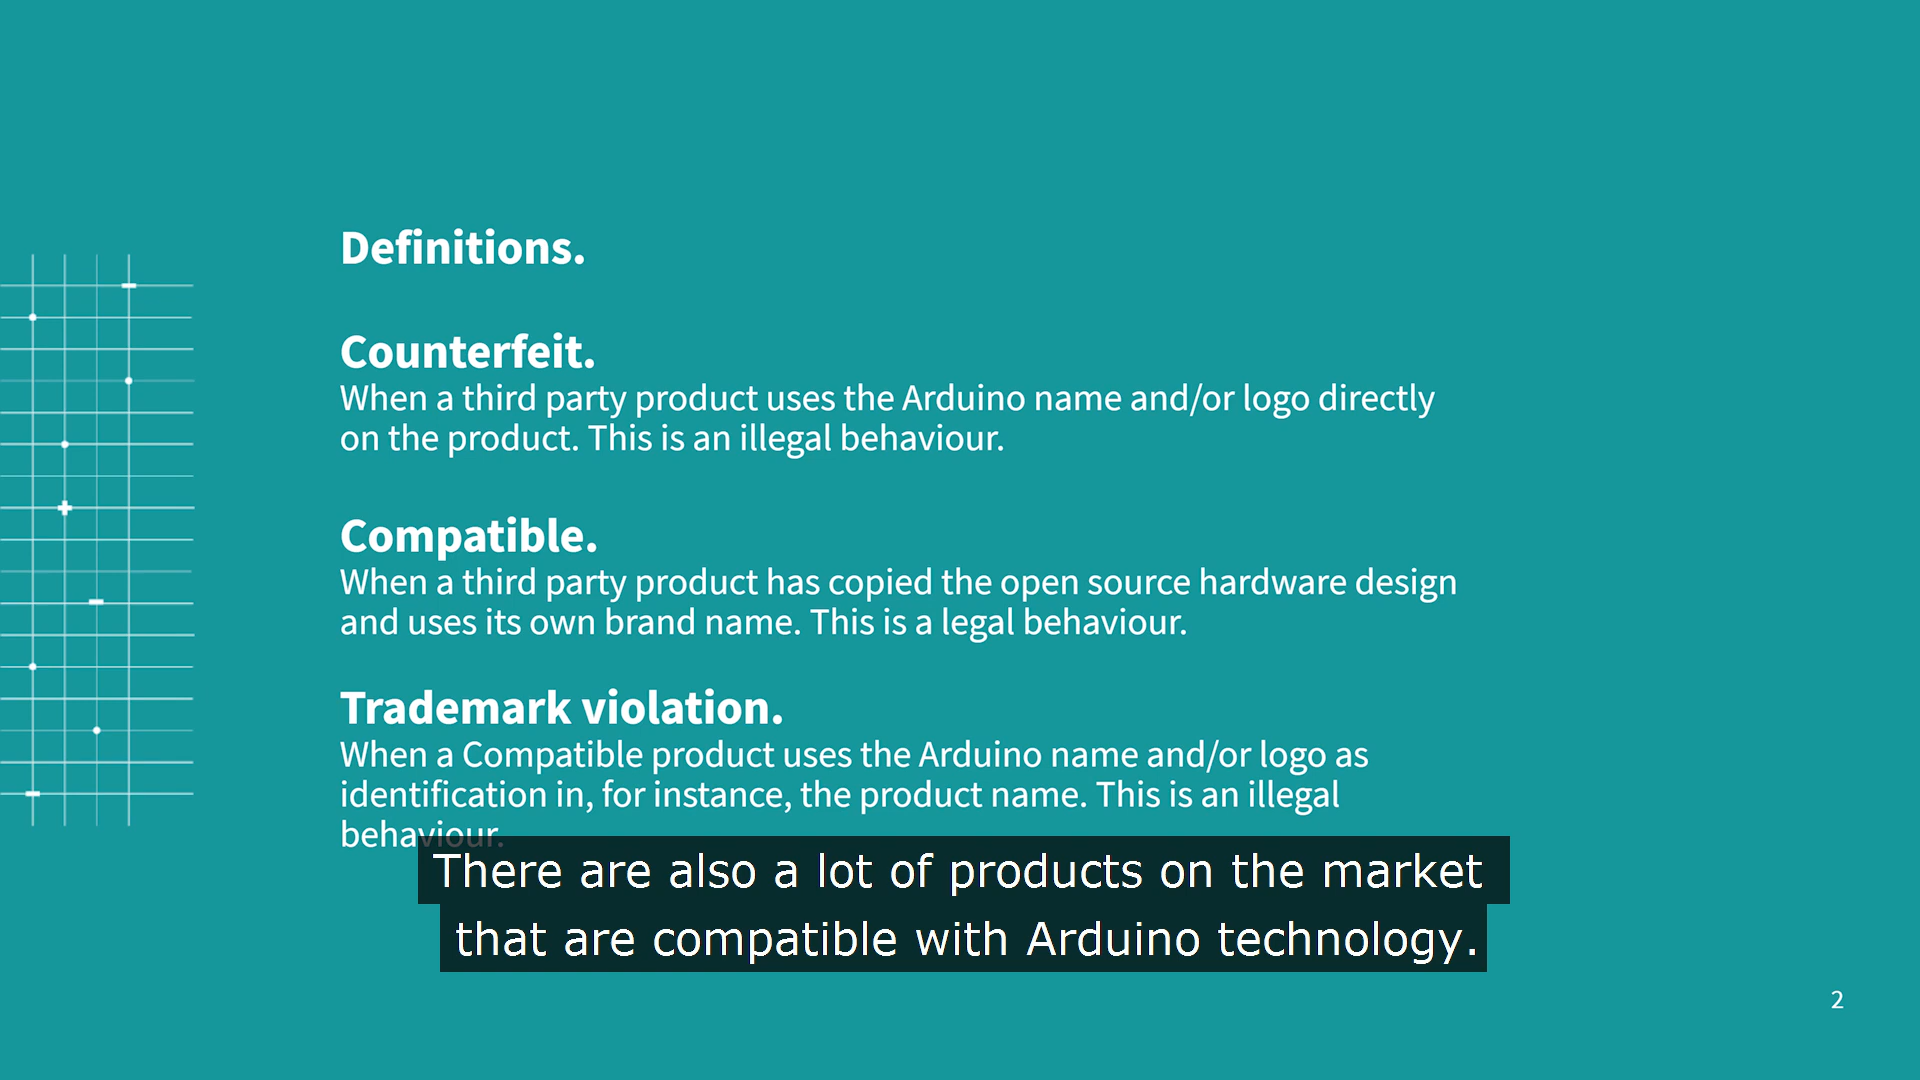 Definitions.
Counterfeit.
When a third party product uses the Arduino name and/or logo directly
on the product. This is an illegal behaviour.
Compatible.
When a third party product has copied the open source hardware design
and uses its own brand name. This is a legal behaviour.
Trademark violation.
When a Compatible product uses the Arduino name and/or logo as
identification in, for instance, the product name. This is an illegal
behaviour.
There are also a lot of products on the market
that are compatible with Arduino technology.
2